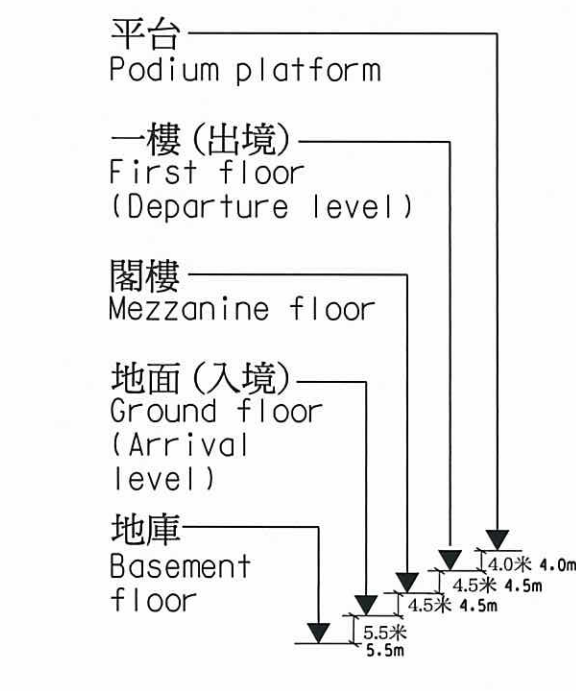 平台
Podium platform
一樓 (出境)
First floor
(Departure level)
閣樓
Mezzanine floor
地面 (入境)
Ground floor
(Arrival
level)
地庫
Basement
floor
4.0米 4.0m
4.5米 4.5m
4.5米 4.5m
5.5米
5.5m